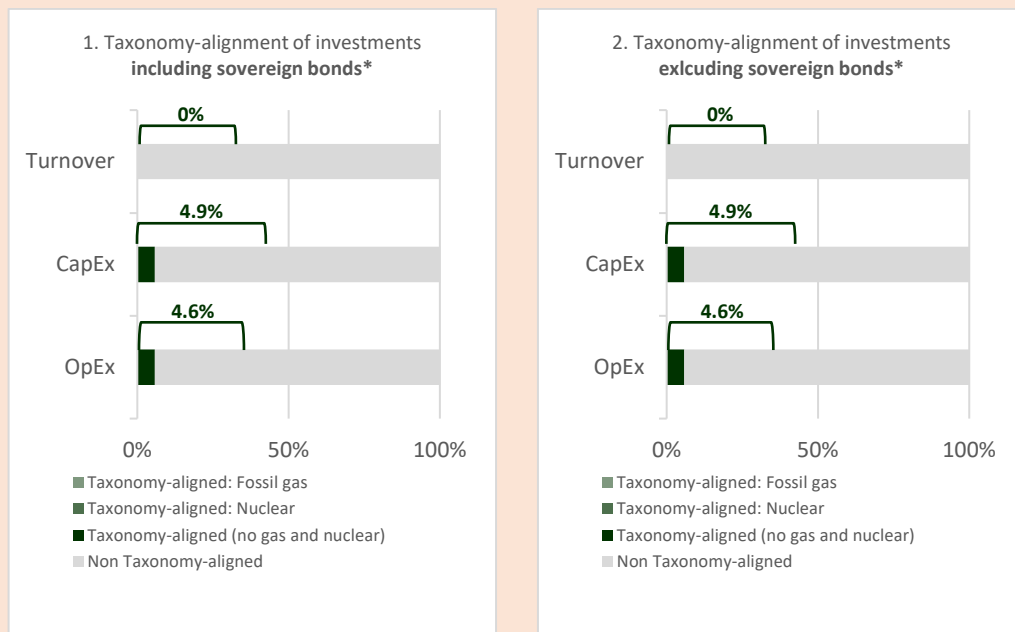 1. Taxonomy-alignment of investments
including sovereign bonds*
0%
Turnover
4.9%
CapEx
4.6%
OpEx
0%
50%
100%
Taxonomy-aligned: Fossil gas
Taxonomy-aligned: Nuclear
Taxonomy-aligned (no gas and nuclear)
Non Taxonomy-aligned
2. Taxonomy-alignment of investments
exlcuding sovereign bonds*
0%
Turnover
4.9%
CapEx
4.6%
OpEx
0%
50%
100%
Taxonomy-aligned: Fossil gas
Taxonomy-aligned: Nuclear
Taxonomy-aligned (no gas and nuclear)
Non Taxonomy-aligned